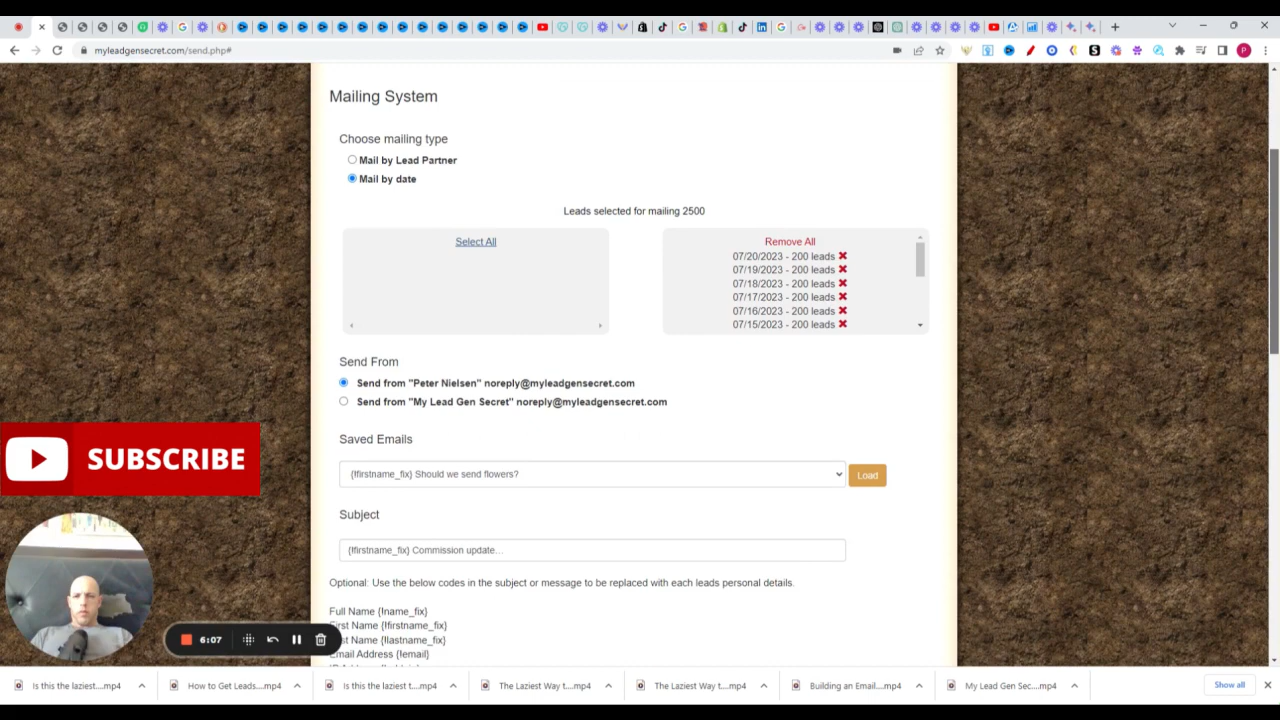 myleadgensecret.com/send.php#
Mailing System
Choose mailing type
Mail by Lead Partner
Mail by date
Leads selected for mailing 2500
Select All
Remove All
07/20/2023 - 200 leads
07/19/2023 - 200 leads
07/18/2023 - 200 leads
07/17/2023 - 200 leads
07/16/2023 - 200 leads
07/15/2023 - 200 leads
Send From
Send from "Peter Nielsen" noreply@myleadgensecret.com
Send from "My Lead Gen Secret" noreply@myleadgensecret.com
SUBSCRIBE
Saved Emails
{!firstname_fix} Should we send flowers?
Load
Subject
{!firstname_fix} Commission update...
Optional: Use the below codes in the subject or message to be replaced with each leads personal details.
Full Name {!name_fix}
First Name {!firstname_fix}
st Name {!lastname_fix}
Email Address {!email}
6:07
Is this the laziest....mp4
How to Get Leads....mp4
Is this the laziest t....mp4
The Laziest Way t....mp4
The Laziest Way t....mp4
Building an Email....mp4
My Lead Gen Sec....mp4
Show all